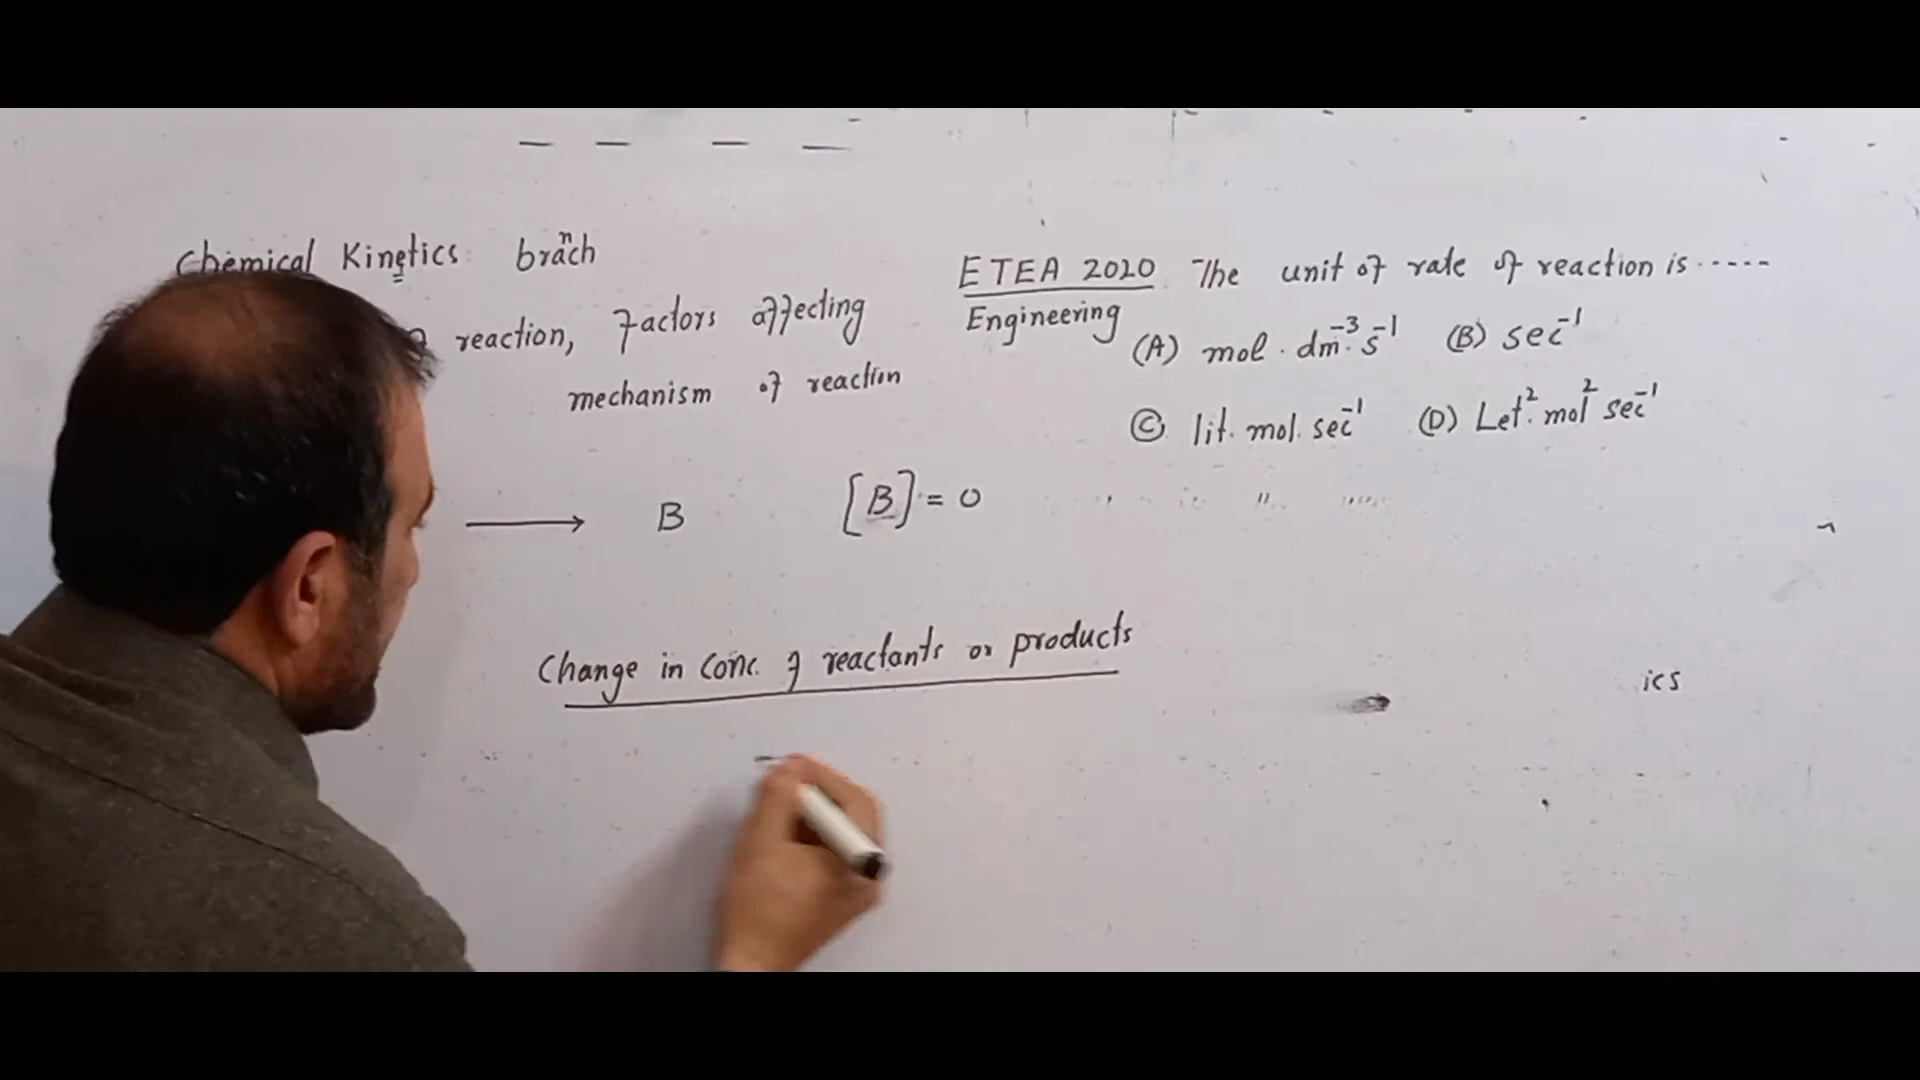 Chemical Kinetics: branch
reaction, Factors affecting
mechanism of reaction
⟶ B [B] = 0
Change in Conc. of reactants or products
ETEA 2020 The unit of rate of reaction is -----
Engineering
(A) mol . dm⁻³. s⁻¹ (B) sec⁻¹
(C) lit. mol. sec⁻¹ (D) Let². mol² sec⁻¹
ics